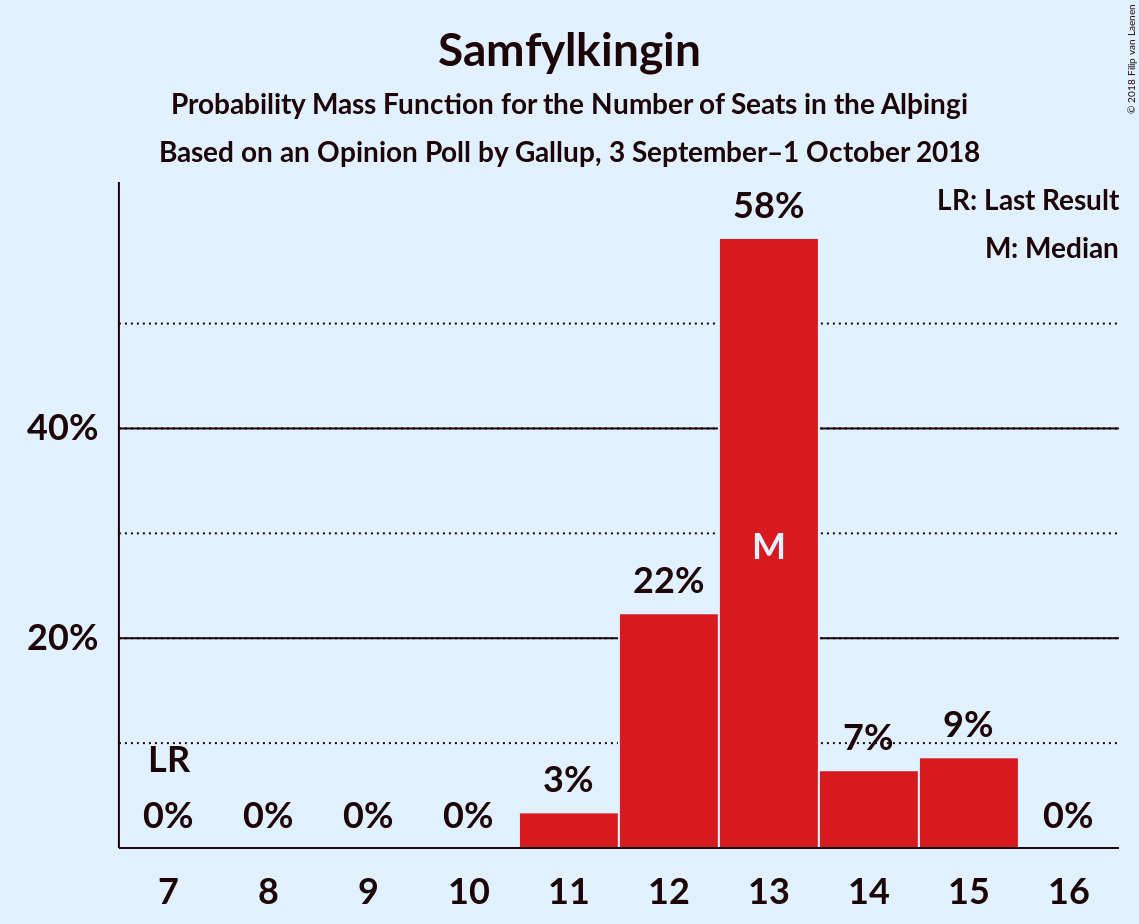 Samfylkingin
Probability Mass Function for the Number of Seats in the Alþingi
Based on an Opinion Poll by Gallup, 3 September–1 October 2018
© 2018 Filip van Laenen
LR: Last Result
M: Median
58%
40%
M
22%
20%
9%
7%
LR
3%
0% 0% 0% 0% 0%
7 8 9 10 11 12 13 14 15 16